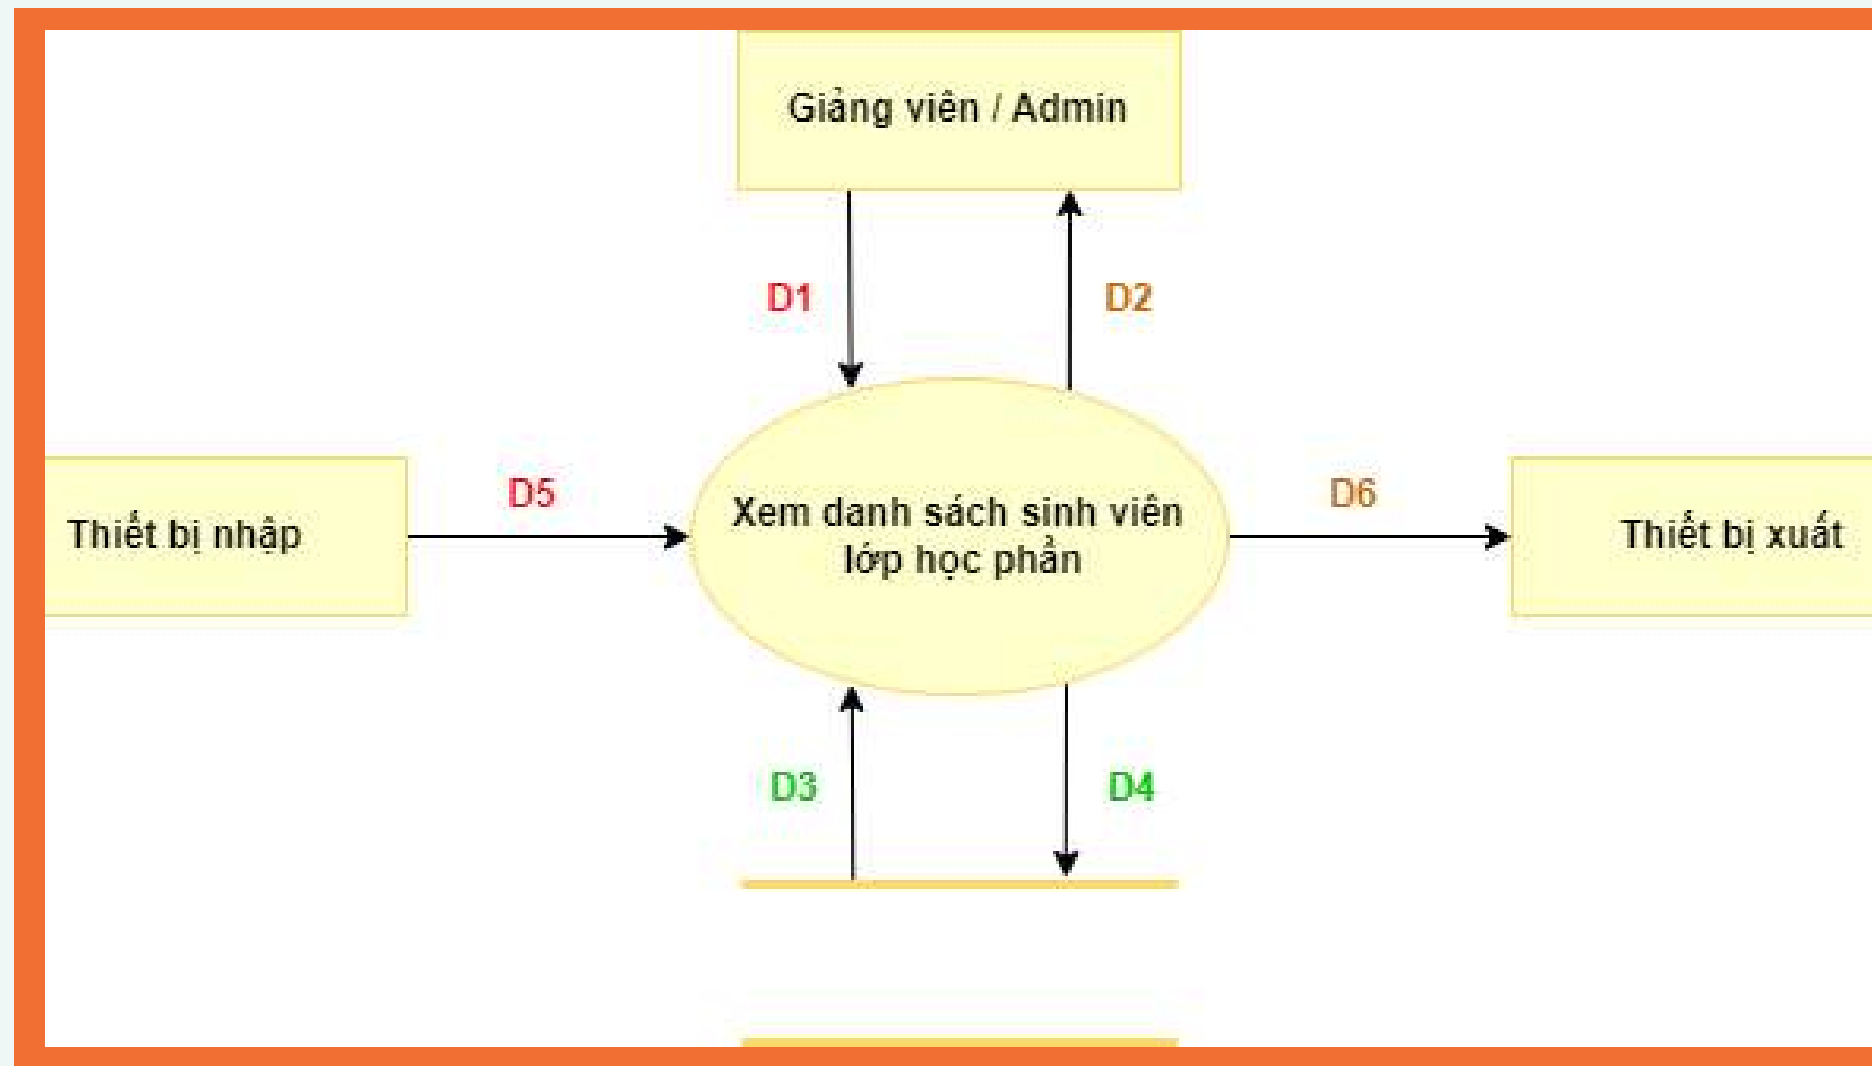 Giảng viên / Admin
D1
D2
Thiết bị nhập
D5
Xem danh sách sinh viên
lớp học phần
D6
Thiết bị xuất
D3
D4